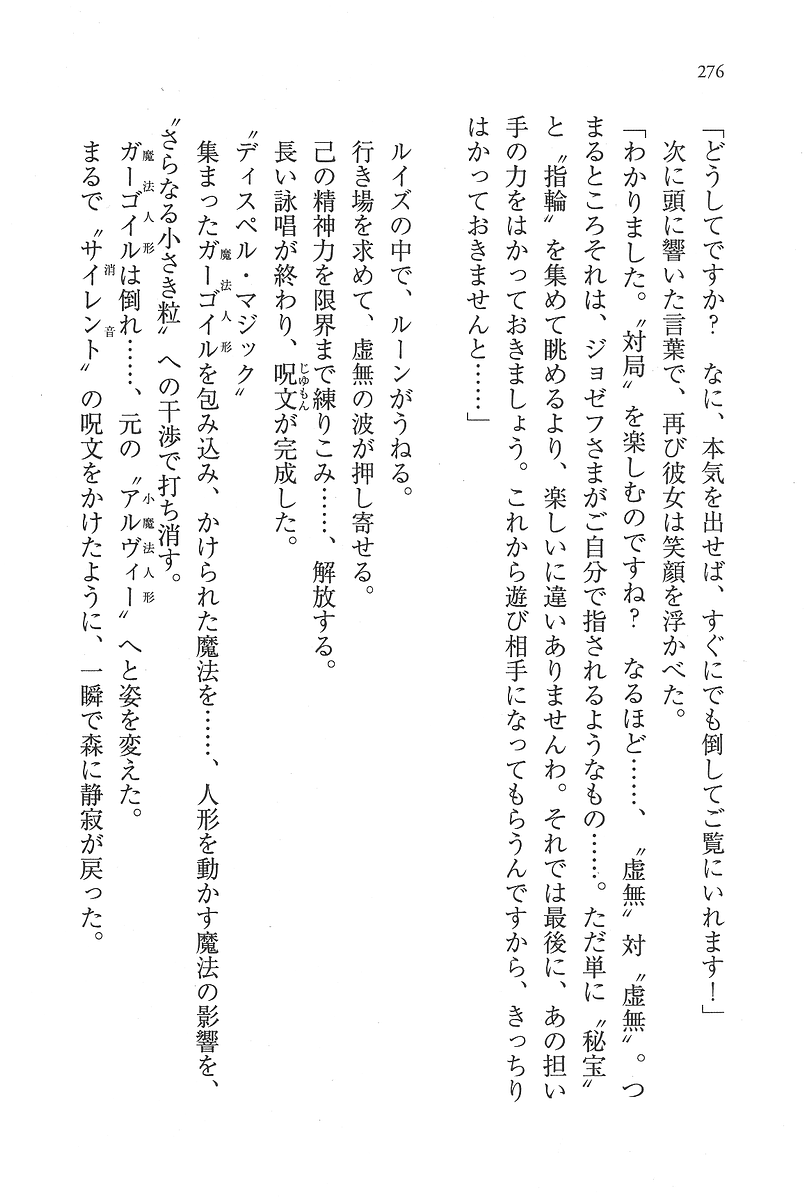 276
「どうしてですか？　なに、本気を出せば、すぐにでも倒してご覧にいれます！」
次に頭に響いた言葉で、再び彼女は笑顔を浮かべた。
「わかりました。〝対局〟を楽しむのですね？　なるほど……、〝虚無〟対〝虚無〟。つ
まるところそれは、ジョゼフさまがご自分で指されるようなもの……。ただ単に〝秘宝〟
と〝指輪〟を集めて眺めるより、楽しいに違いありませんわ。それでは最後に、あの担い
手の力をはかっておきましょう。これから遊び相手になってもらうんですから、きっちり
はかっておきませんと……」
ルイズの中で、ルーンがうねる。
行き場を求めて、虚無の波が押し寄せる。
己の精神力を限界まで練りこみ……、解放する。
長い詠唱が終わり、呪文じゅもんが完成した。
〝ディスペル・マジック〟
集まったガーゴイル魔法人形を包み込み、かけられた魔法を……、人形を動かす魔法の影響を、
〝さらなる小さき粒〟への干渉で打ち消す。
ガーゴイル魔法人形は倒れ……、元の〝アルヴィー小魔法人形〟へと姿を変えた。
まるで〝サイレント消音〟の呪文をかけたように、一瞬で森に静寂が戻った。